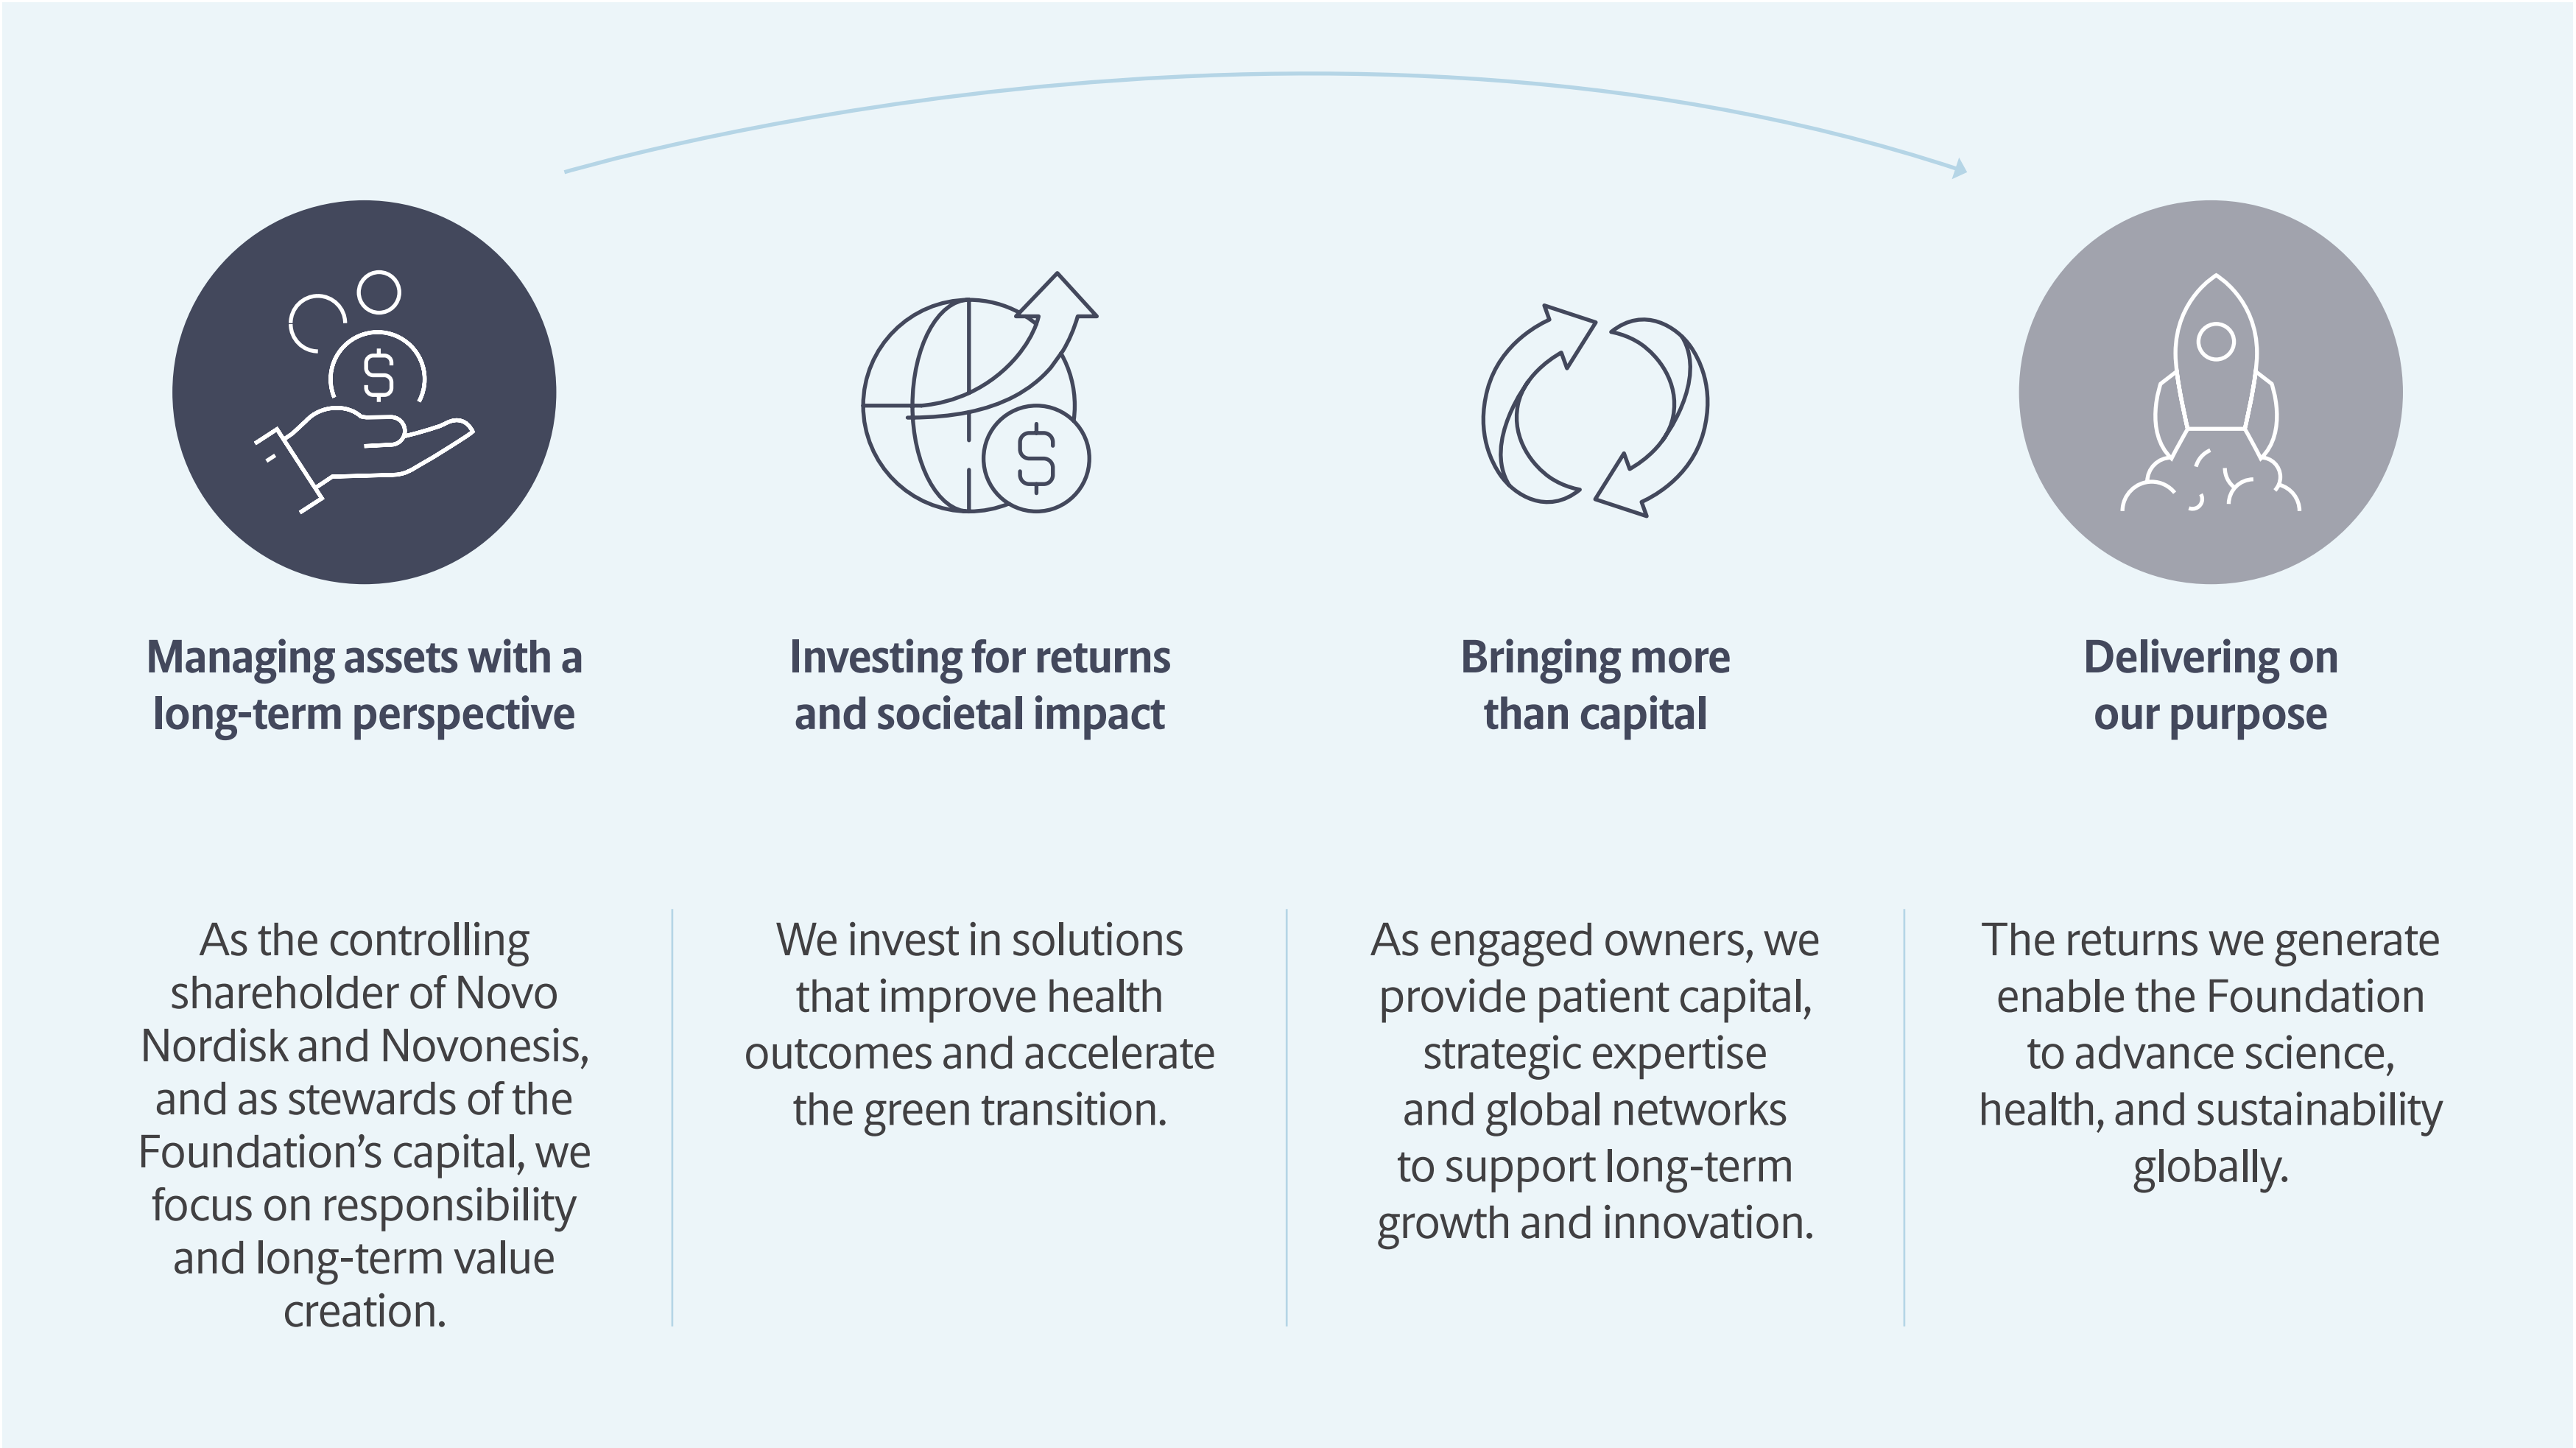 Managing assets with a
long-term perspective
Investing for returns
and societal impact
Bringing more
than capital
Delivering on
our purpose
As the controlling
shareholder of Novo
Nordisk and Novonesis,
and as stewards of the
Foundation’s capital, we
focus on responsibility
and long-term value
creation.
We invest in solutions
that improve health
outcomes and accelerate
the green transition.
As engaged owners, we
provide patient capital,
strategic expertise
and global networks
to support long-term
growth and innovation.
The returns we generate
enable the Foundation
to advance science,
health, and sustainability
globally.